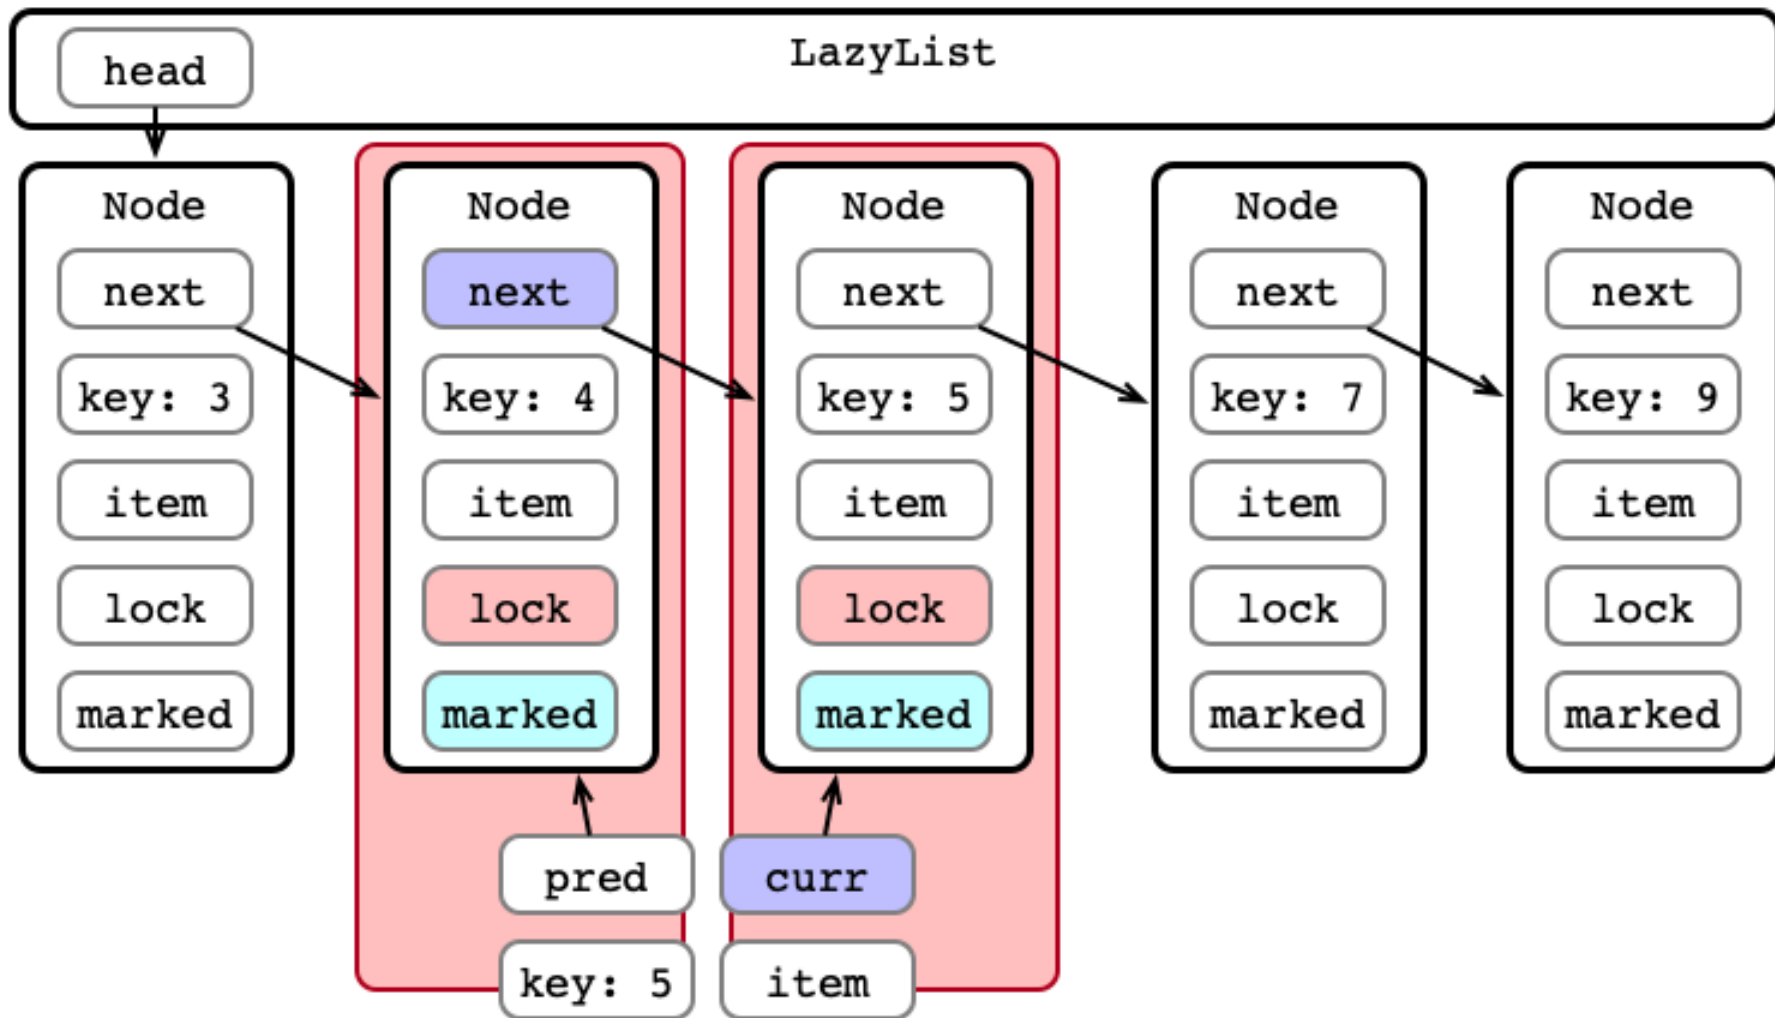 LazyList
head
Node
next
key: 3
item
lock
marked
Node
next
key: 4
item
lock
marked
Node
next
key: 5
item
lock
marked
Node
next
key: 7
item
lock
marked
Node
next
key: 9
item
lock
marked
pred
curr
key: 5
item